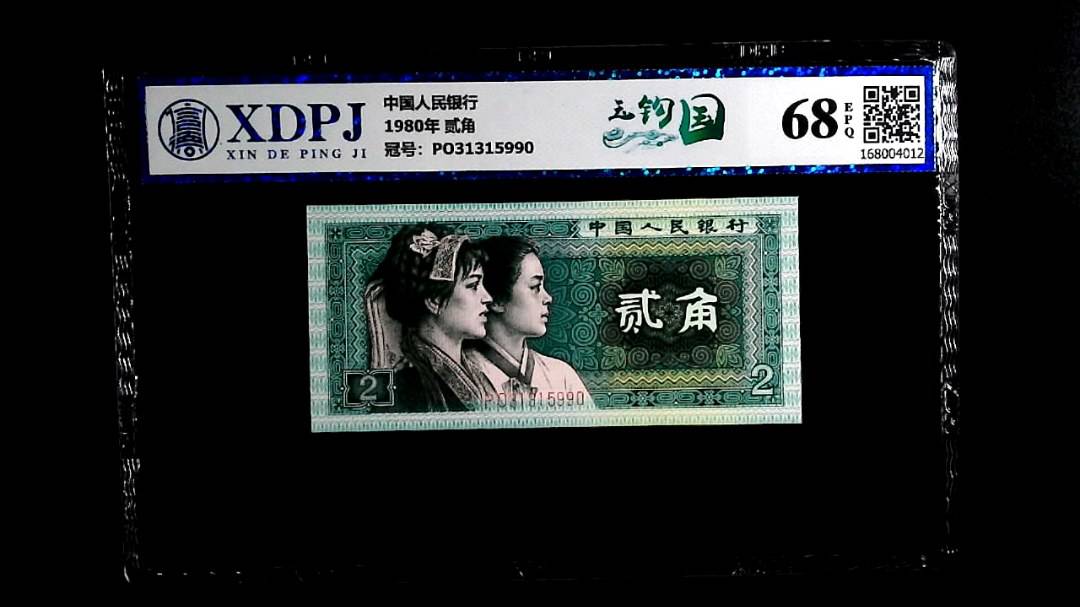 XDPJ
XIN DE PING JI
中国人民银行
1980年 贰角
冠号：PO31315990
玉钩国
68
EPQ
168004012
中国人民银行
贰角
2
2
PO31315990